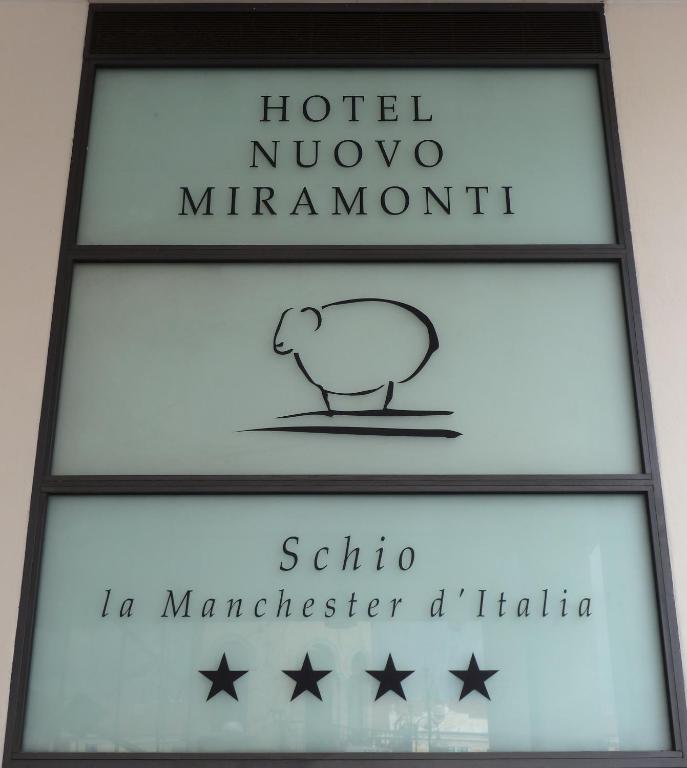 HOTEL
NUOVO
MIRAMONTI
Schio
la Manchester d'Italia